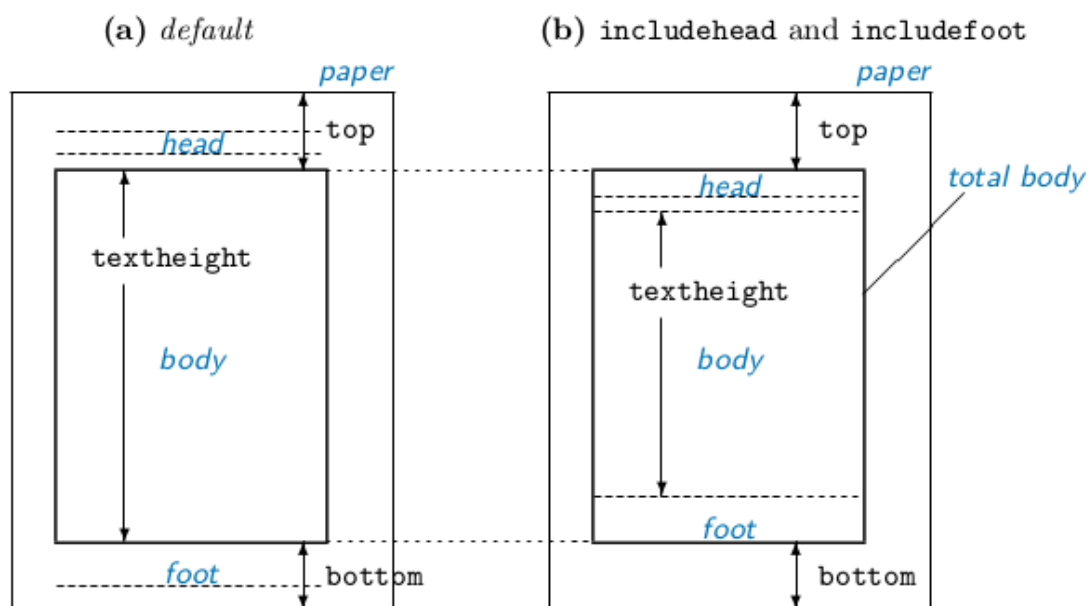 (a) default
(b) includehead and includefoot
paper
paper
top
head
top
head
total body
textheight
textheight
body
body
foot
foot
bottom
bottom